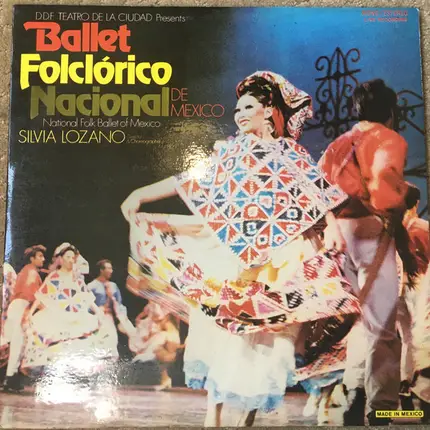 D.D.F. TEATRO DE LA CIUDAD Presents
Ballet
Folclórico
Nacional DE MEXICO
National Folk Ballet of Mexico
SILVIA LOZANO
MADE IN MEXICO